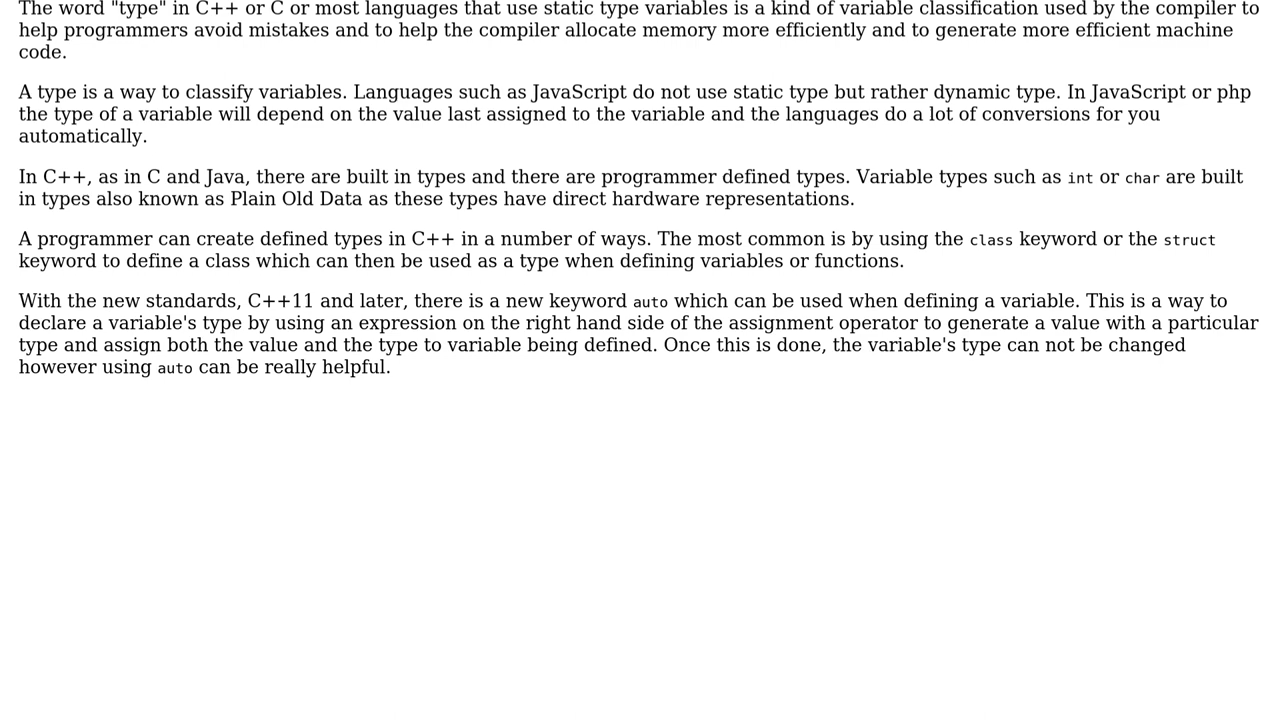 The word "type" in C++ or C or most languages that use static type variables is a kind of variable classification used by the compiler to
help programmers avoid mistakes and to help the compiler allocate memory more efficiently and to generate more efficient machine
code.
A type is a way to classify variables. Languages such as JavaScript do not use static type but rather dynamic type. In JavaScript or php
the type of a variable will depend on the value last assigned to the variable and the languages do a lot of conversions for you
automatically.
In C++, as in C and Java, there are built in types and there are programmer defined types. Variable types such as int or char are built
in types also known as Plain Old Data as these types have direct hardware representations.
A programmer can create defined types in C++ in a number of ways. The most common is by using the class keyword or the struct
keyword to define a class which can then be used as a type when defining variables or functions.
With the new standards, C++11 and later, there is a new keyword auto which can be used when defining a variable. This is a way to
declare a variable's type by using an expression on the right hand side of the assignment operator to generate a value with a particular
type and assign both the value and the type to variable being defined. Once this is done, the variable's type can not be changed
however using auto can be really helpful.